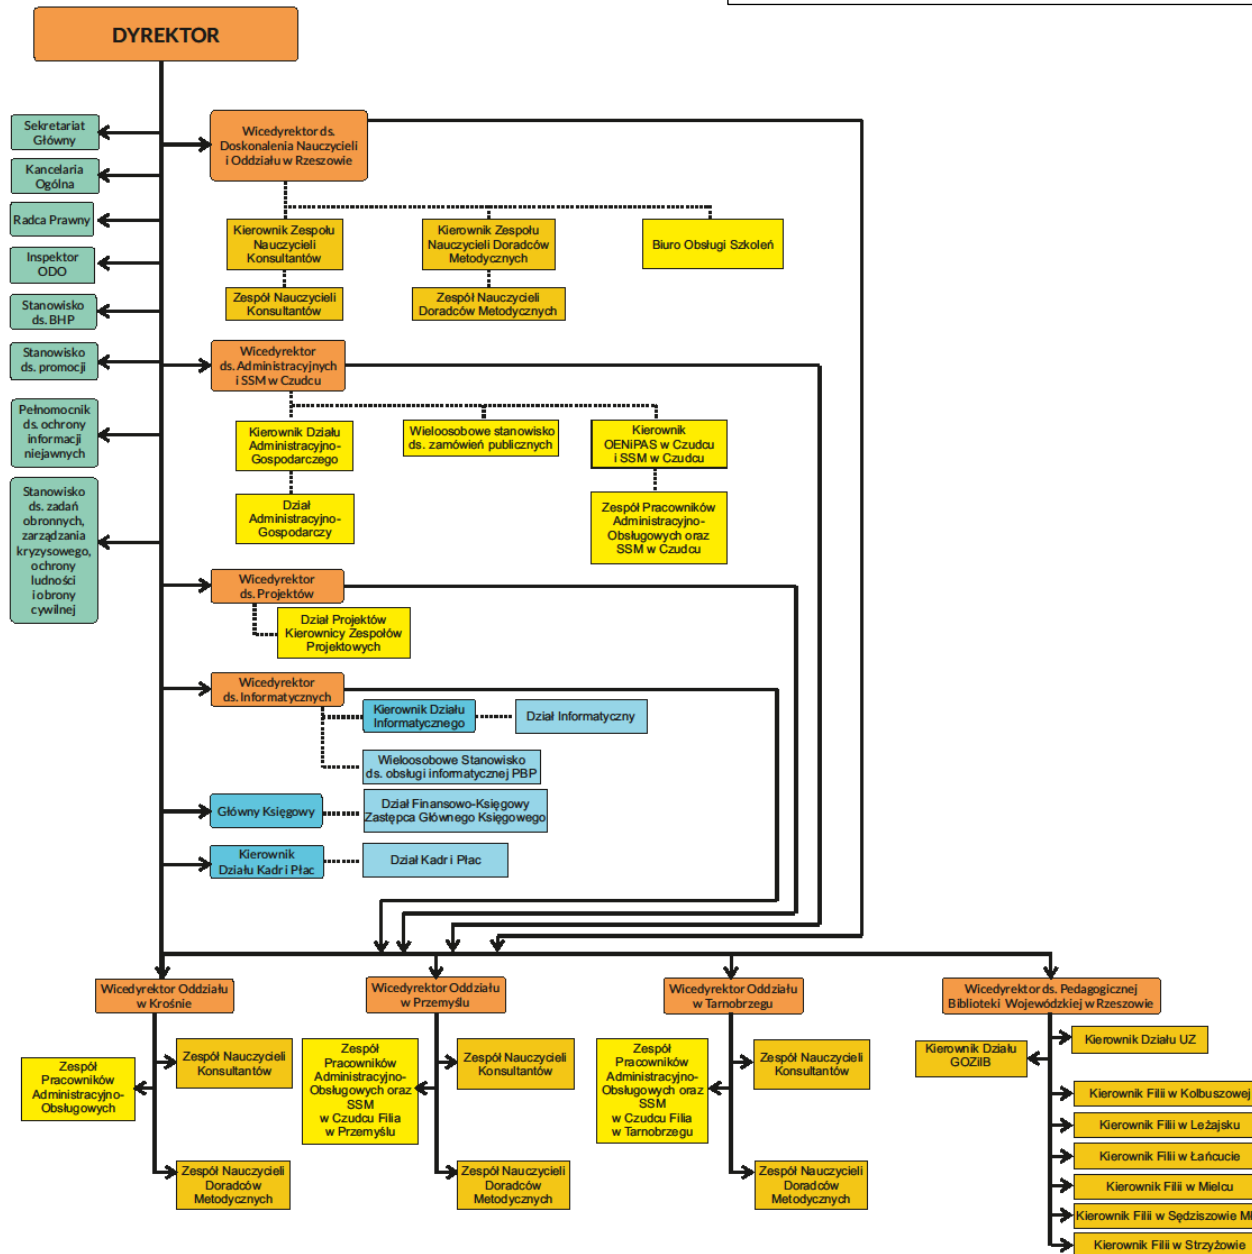 DYREKTOR
Sekretariat
Główny
Kancelaria
Ogólna
Radca Prawny
Inspektor
ODO
Stanowisko
ds. BHP
Stanowisko
ds. promocji
Pełnomocnik
ds. ochrony
informacji
niejawnych
Stanowisko
ds. zadań
obronnych,
zarządzania
kryzysowego,
ochrony
ludności
i obrony
cywilnej
Wicedyrektor ds.
Doskonalenia Nauczycieli
i Oddziału w Rzeszowie
Kierownik Zespołu
Nauczycieli
Konsultantów
Kierownik Zespołu
Nauczycieli Doradców
Metodycznych
Biuro Obsługi Szkoleń
Zespół Nauczycieli
Konsultantów
Zespół Nauczycieli
Doradców Metodycznych
Wicedyrektor
ds. Administracyjnych
i SSM w Czudcu
Kierownik Działu
Administracyjno-
Gospodarczego
Wieloosobowe stanowisko
ds. zamówień publicznych
Kierownik
OENiPAS w Czudcu
i SSM w Czudcu
Dział
Administracyjno-
Gospodarczy
Zespół Pracowników
Administracyjno-
Obsługowych oraz
SSM w Czudcu
Wicedyrektor
ds. Projektów
Dział Projektów
Kierownicy Zespołów
Projektowych
Wicedyrektor
ds. Informatycznych
Kierownik Działu
Informatycznego
Dział Informatyczny
Wieloosobowe Stanowisko
ds. obsługi informatycznej PBP
Główny Księgowy
Dział Finansowo-Księgowy
Zastępca Głównego Księgowego
Kierownik
Działu Kadr i Płac
Dział Kadr i Płac
Wicedyrektor Oddziału
w Krośnie
Zespół Nauczycieli
Konsultantów
Zespół
Pracowników
Administracyjno-
Obsługowych
Zespół Nauczycieli
Doradców
Metodycznych
Wicedyrektor Oddziału
w Przemyślu
Zespół Nauczycieli
Konsultantów
Zespół
Pracowników
Administracyjno-
Obsługowych oraz
SSM
w Czudcu Filia
w Przemyślu
Zespół Nauczycieli
Doradców
Metodycznych
Wicedyrektor Oddziału
w Tarnobrzegu
Zespół Nauczycieli
Konsultantów
Zespół
Pracowników
Administracyjno-
Obsługowych oraz
SSM
w Czudcu Filia
w Tarnobrzegu
Zespół Nauczycieli
Doradców
Metodycznych
Wicedyrektor ds. Pedagogicznej
Biblioteki Wojewódzkiej w Rzeszowie
Kierownik Działu UZ
Kierownik Działu
GOZiIB
Kierownik Filii w Kolbuszowej
Kierownik Filii w Leżajsku
Kierownik Filii w Łańcucie
Kierownik Filii w Mielcu
Kierownik Filii w Sędziszowie
Kierownik Filii w Strzyżowie